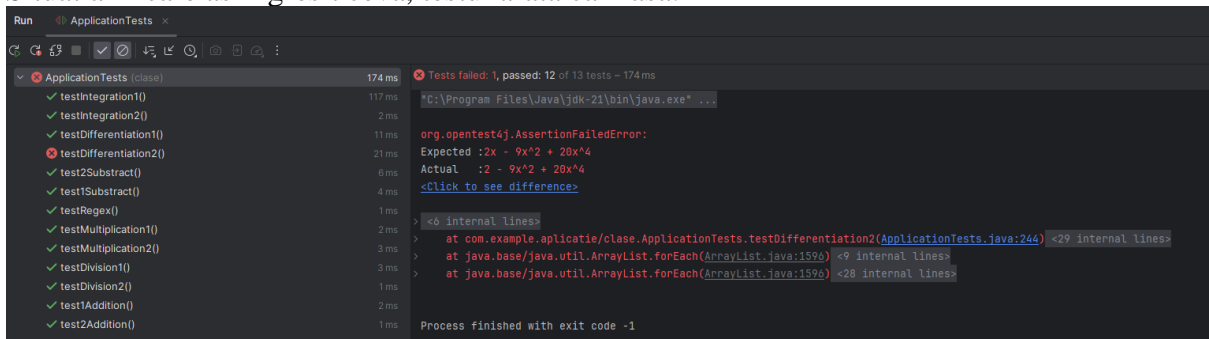 Run ApplicationTests ×
ApplicationTests (clase) 174 ms
testIntegration1() 117 ms
testIntegration2() 2 ms
testDifferentiation1() 11 ms
testDifferentiation2() 21 ms
test2Substract() 6 ms
test1Substract() 4 ms
testRegex() 1 ms
testMultiplication1() 2 ms
testMultiplication2() 3 ms
testDivision1() 3 ms
testDivision2() 1 ms
test1Addition() 2 ms
test2Addition() 1 ms
Tests failed: 1, passed: 12 of 13 tests – 174 ms
"C:\Program Files\Java\jdk-21\bin\java.exe" ...
org.opentest4j.AssertionFailedError:
Expected :2x - 9x^2 + 20x^4
Actual :2 - 9x^2 + 20x^4
<Click to see difference>
> <6 internal lines>
> at com.example.aplicatie/clase.ApplicationTests.testDifferentiation2(ApplicationTests.java:244) <29 internal lines>
> at java.base/java.util.ArrayList.forEach(ArrayList.java:1596) <9 internal lines>
> at java.base/java.util.ArrayList.forEach(ArrayList.java:1596) <28 internal lines>
Process finished with exit code -1